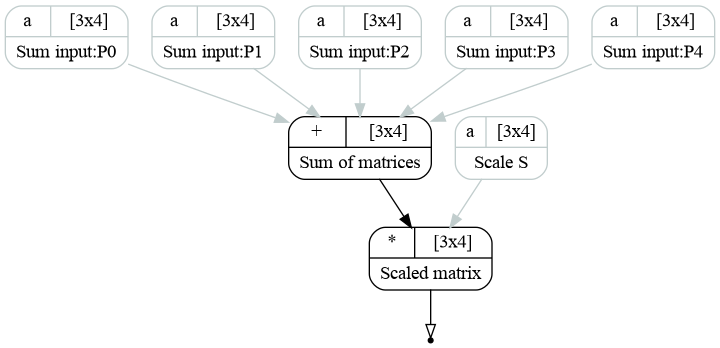 a [3x4] a [3x4] a [3x4] a [3x4] a [3x4]
Sum input:P0 Sum input:P1 Sum input:P2 Sum input:P3 Sum input:P4
+ [3x4] a [3x4]
Sum of matrices Scale S
* [3x4]
Scaled matrix